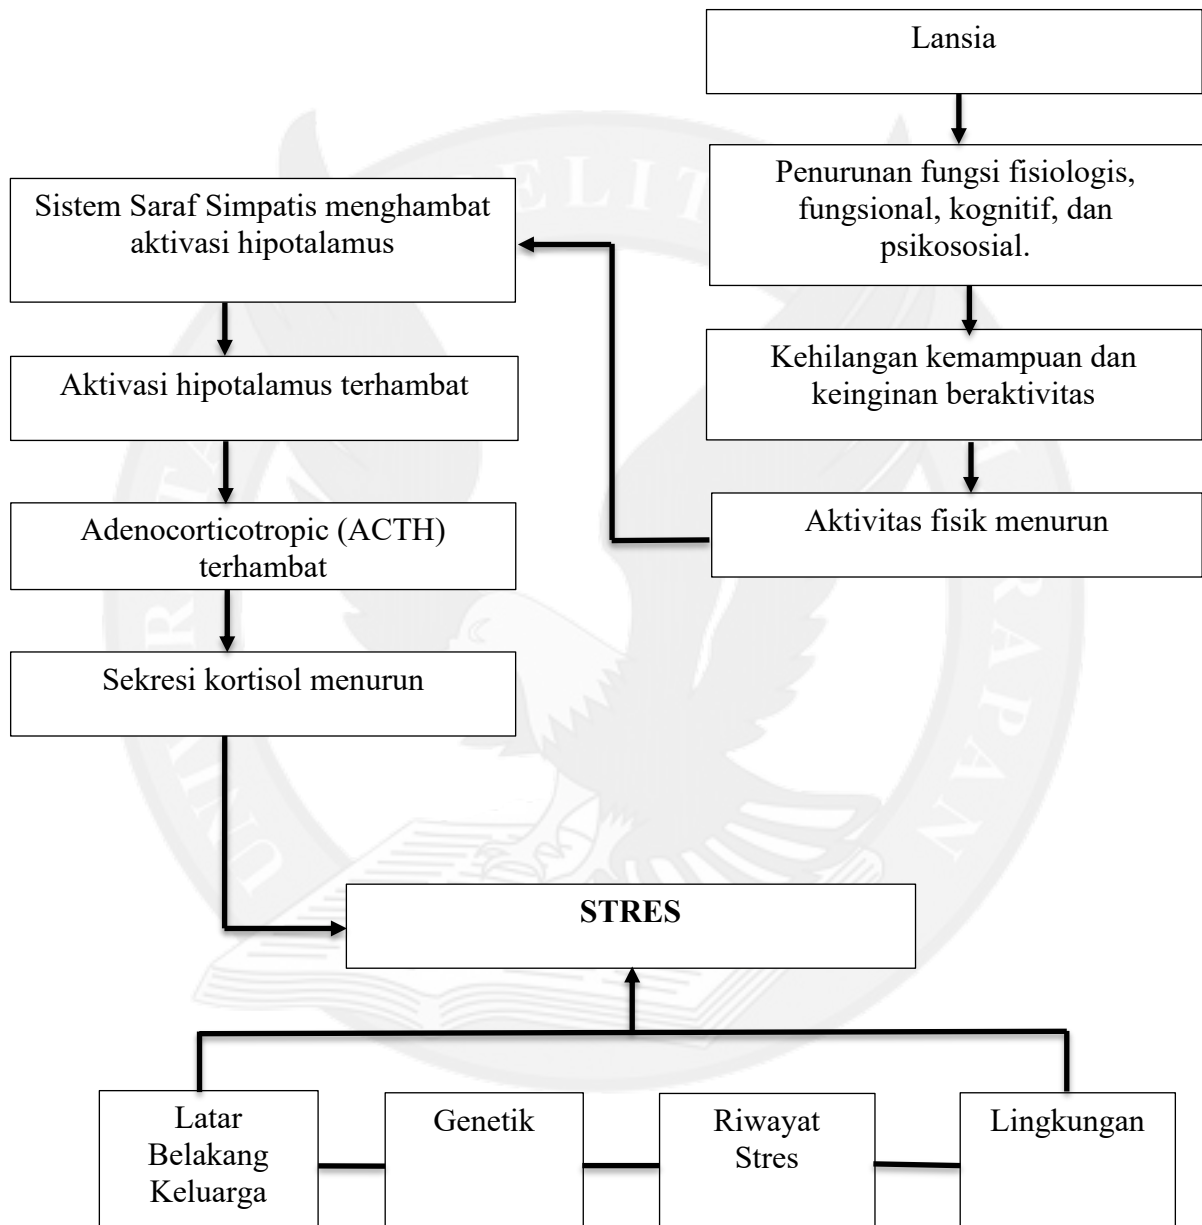 Lansia
Penurunan fungsi fisiologis,
fungsional, kognitif, dan
psikososial.
Kehilangan kemampuan dan
keinginan beraktivitas
Aktivitas fisik menurun
Sistem Saraf Simpatis menghambat
aktivasi hipotalamus
Aktivasi hipotalamus terhambat
Adenocorticotropic (ACTH)
terhambat
Sekresi kortisol menurun
STRES
Latar
Belakang
Keluarga
Genetik
Riwayat
Stres
Lingkungan